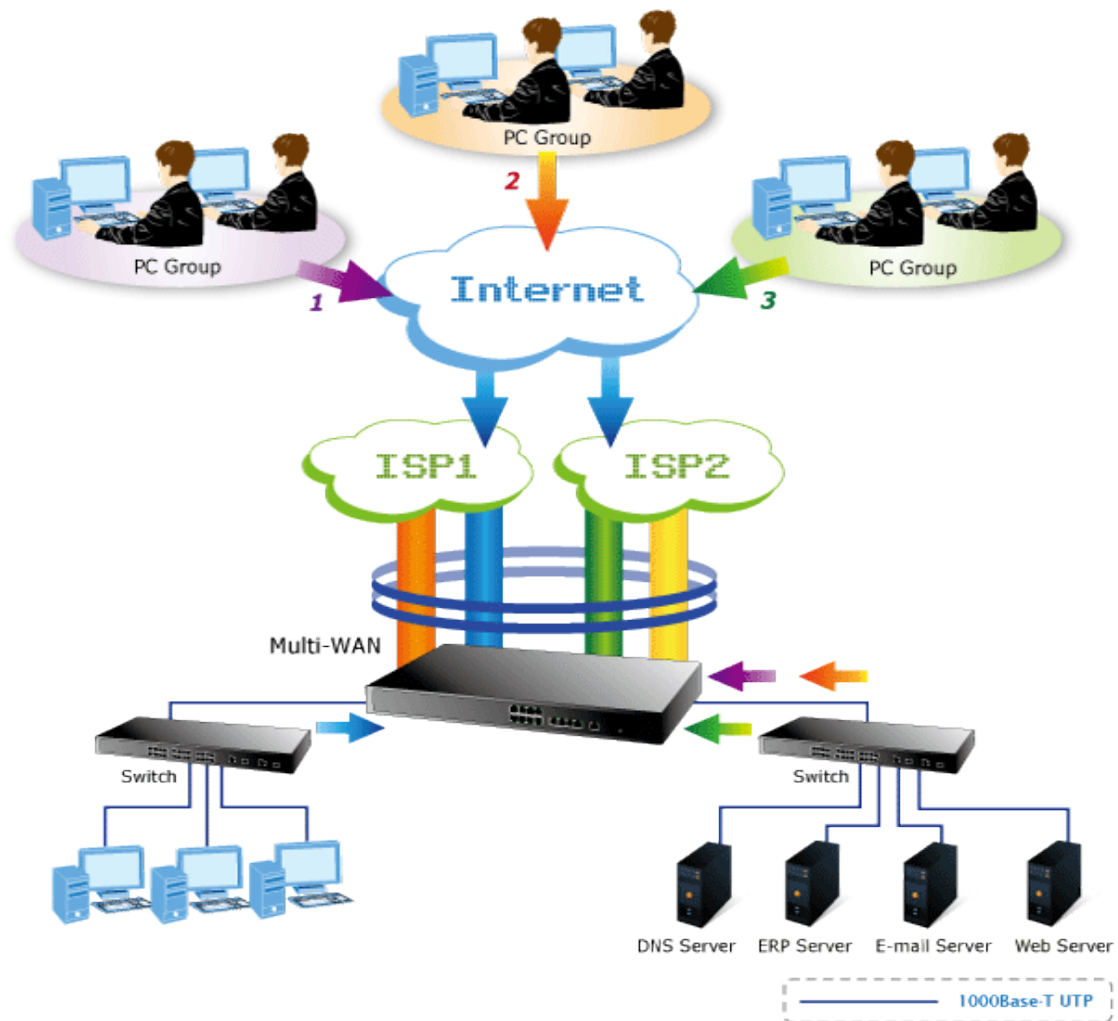 PC Group
2
PC Group
1
PC Group
3
Internet
ISP1
ISP2
Multi-WAN
Switch
Switch
DNS Server
ERP Server
E-mail Server
Web Server
1000Base-T UTP